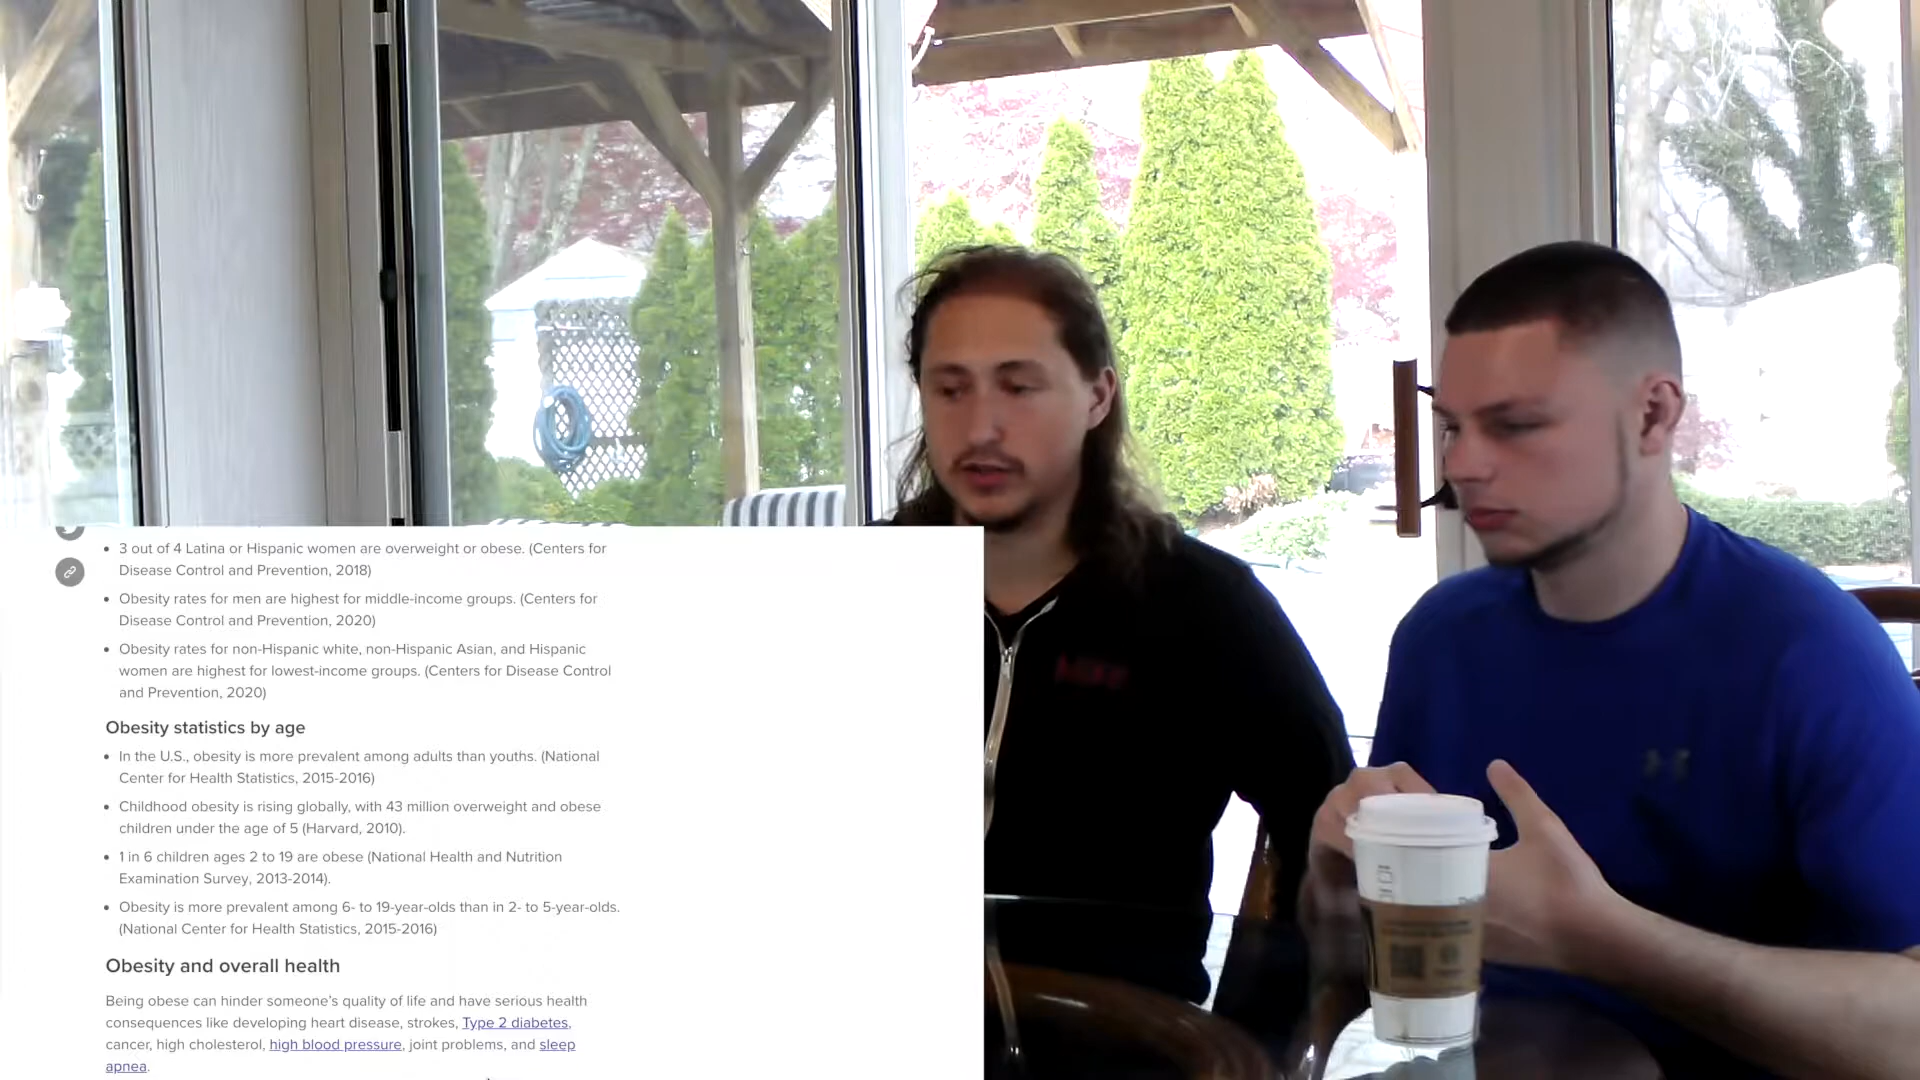 • 3 out of 4 Latina or Hispanic women are overweight or obese. (Centers for
Disease Control and Prevention, 2018)
• Obesity rates for men are highest for middle-income groups. (Centers for
Disease Control and Prevention, 2020)
• Obesity rates for non-Hispanic white, non-Hispanic Asian, and Hispanic
women are highest for lowest-income groups. (Centers for Disease Control
and Prevention, 2020)
Obesity statistics by age
• In the U.S., obesity is more prevalent among adults than youths. (National
Center for Health Statistics, 2015-2016)
• Childhood obesity is rising globally, with 43 million overweight and obese
children under the age of 5 (Harvard, 2010).
• 1 in 6 children ages 2 to 19 are obese (National Health and Nutrition
Examination Survey, 2013-2014).
• Obesity is more prevalent among 6- to 19-year-olds than in 2- to 5-year-olds.
(National Center for Health Statistics, 2015-2016)
Obesity and overall health
Being obese can hinder someone's quality of life and have serious health
consequences like developing heart disease, strokes, Type 2 diabetes,
cancer, high cholesterol, high blood pressure, joint problems, and sleep
apnea.